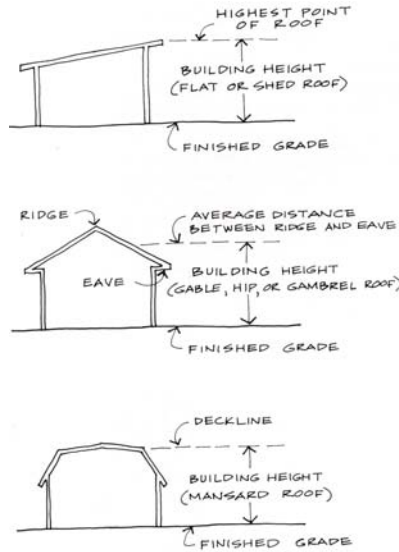 HIGHEST POINT
OF ROOF
BUILDING HEIGHT
(FLAT OR SHED ROOF)
FINISHED GRADE
RIDGE
AVERAGE DISTANCE
BETWEEN RIDGE AND EAVE
EAVE
BUILDING HEIGHT
(GABLE, HIP, OR GAMBREL ROOF)
FINISHED GRADE
DECKLINE
BUILDING HEIGHT
(MANSARD ROOF)
FINISHED GRADE